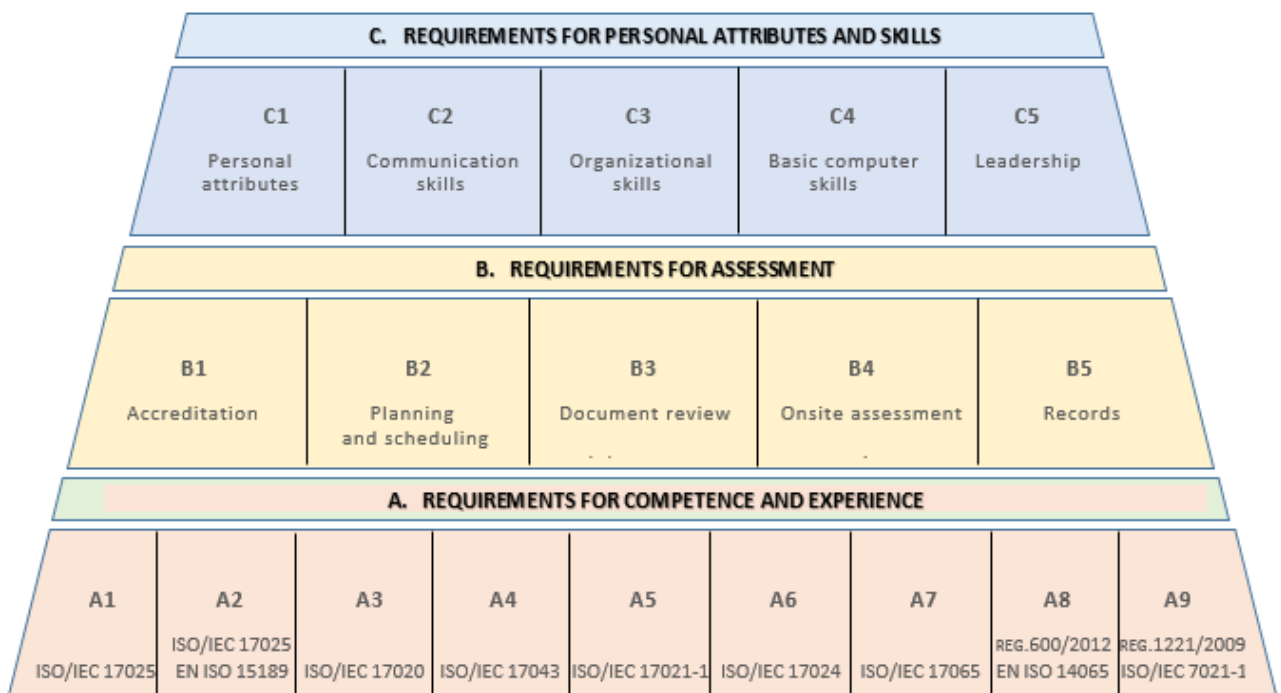 C. REQUIREMENTS FOR PERSONAL ATTRIBUTES AND SKILLS
C1
Personal
attributes
C2
Communication
skills
C3
Organizational
skills
C4
Basic computer
skills
C5
Leadership
B. REQUIREMENTS FOR ASSESSMENT
B1
Accreditation
B2
Planning
and scheduling
B3
Document review
B4
Onsite assessment
B5
Records
A. REQUIREMENTS FOR COMPETENCE AND EXPERIENCE
A1
ISO/IEC 17025
A2
ISO/IEC 17025
EN ISO 15189
A3
ISO/IEC 17020
A4
ISO/IEC 17043
A5
ISO/IEC 17021-1
A6
ISO/IEC 17024
A7
ISO/IEC 17065
A8
REG.600/2012
EN ISO 14065
A9
REG.1221/2009
ISO/IEC 7021-1